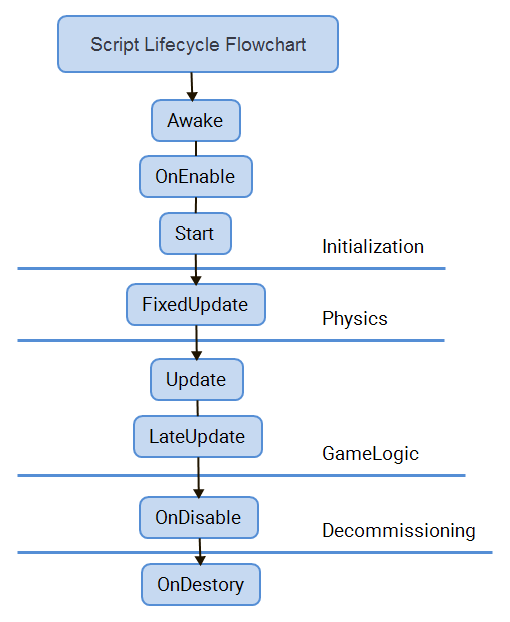 Script Lifecycle Flowchart
Awake
OnEnable
Start
Initialization
FixedUpdate
Physics
Update
LateUpdate
GameLogic
OnDisable
Decommissioning
OnDestory